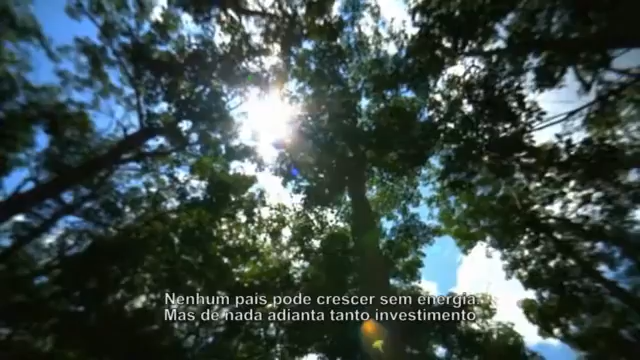 Nenhum país pode crescer sem energia.
Mas de nada adianta tanto investimento